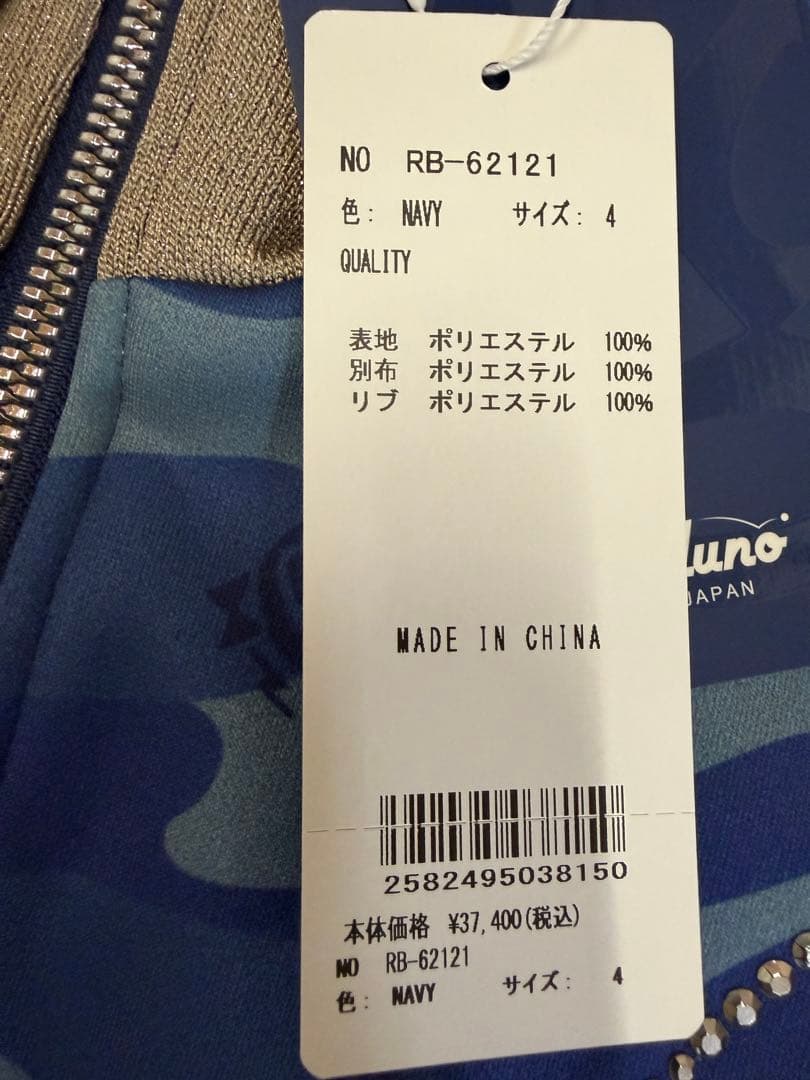 NO RB-62121
色： NAVY サイズ： 4
QUALITY
表地 ポリエステル 100%
別布 ポリエステル 100%
リブ ポリエステル 100%
JAPAN
MADE IN CHINA
2582495038150
本体価格 ¥37,400(税込)
NO RB-62121
色： NAVY サイズ： 4